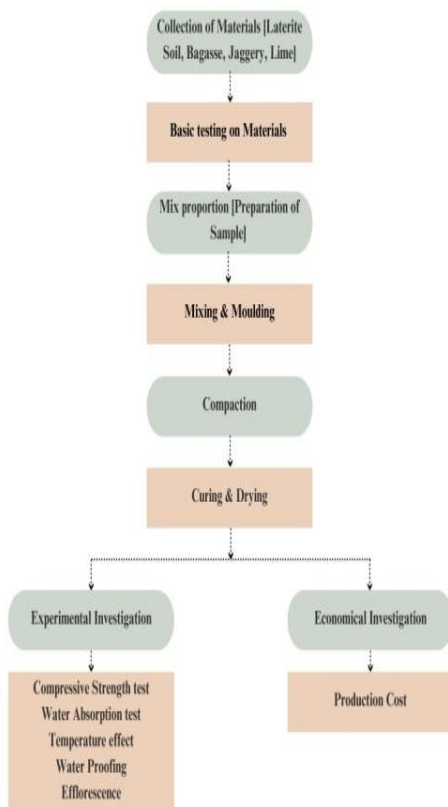 Collection of Materials [Laterite
Soil, Bagasse, Jaggery, Lime]
Basic testing on Materials
Mix proportion [Preparation of
Sample]
Mixing & Moulding
Compaction
Curing & Drying
Experimental Investigation
Economical Investigation
Compressive Strength test
Water Absorption test
Temperature effect
Water Proofing
Efflorescence
Production Cost